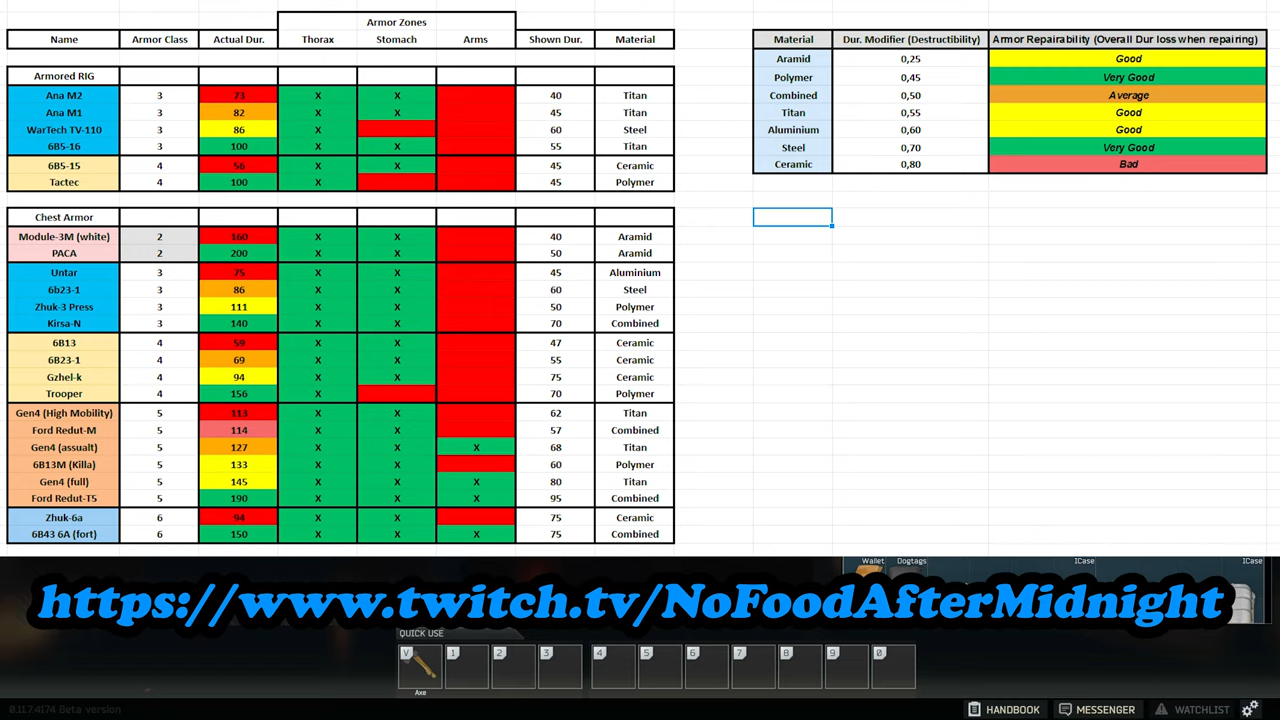 Armor Zones
Name Armor Class Actual Dur. Thorax Stomach Arms Shown Dur. Material
Armored RIG
Ana M2 3 73 X X 40 Titan
Ana M1 3 82 X X 45 Titan
WarTech TV-110 3 86 X 60 Steel
6B5-16 3 100 X X 55 Titan
6B5-15 4 56 X X 45 Ceramic
Tactec 4 100 X 45 Polymer
Chest Armor
Module-3M (white) 2 160 X X 40 Aramid
PACA 2 200 X X 50 Aramid
Untar 3 75 X X 45 Aluminium
6b23-1 3 86 X X 60 Steel
Zhuk-3 Press 3 111 X X 50 Polymer
Kirsa-N 3 140 X X 70 Combined
6B13 4 59 X X 47 Ceramic
6B23-1 4 69 X X 55 Ceramic
Gzhel-k 4 94 X X 75 Ceramic
Trooper 4 156 X 70 Polymer
Gen4 (High Mobility) 5 113 X X 62 Titan
Ford Redut-M 5 114 X X 57 Combined
Gen4 (assualt) 5 127 X X X 68 Titan
6B13M (Killa) 5 133 X X 60 Polymer
Gen4 (full) 5 145 X X X 80 Titan
Ford Redut-T5 5 190 X X X 95 Combined
Zhuk-6a 6 94 X X 75 Ceramic
6B43 6A (fort) 6 150 X X X 75 Combined
Material Dur. Modifier (Destructibility) Armor Repairability (Overall Dur loss when repairing)
Aramid 0,25 Good
Polymer 0,45 Very Good
Combined 0,50 Average
Titan 0,55 Good
Aluminium 0,60 Good
Steel 0,70 Very Good
Ceramic 0,80 Bad
Wallet Dogtags ICase ICase
https://www.twitch.tv/NoFoodAfterMidnight
QUICK USE
V 1 2 3 4 5 6 7 8 9 0
Axe
0.11.7.4174 Beta version
HANDBOOK MESSENGER WATCHLIST